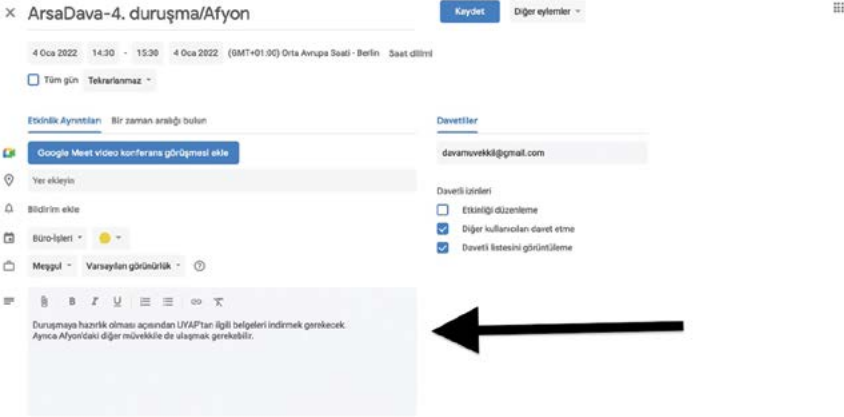 ArsaDava-4. duruşma/Afyon
Kaydet Diğer eylemler
4 Oca 2022 14:30 - 15:30 4 Oca 2022 (GMT+01:00) Orta Avrupa Saati - Berlin Saat dilimi
Tüm gün Tekrarlanmaz
Etkinlik Ayrıntıları Bir zaman aralığı bulun
Davetliler
Google Meet video konferans görüşmesi ekle
davamuvekkil@gmail.com
Yer ekleyin
Davetli izinleri
Bildirim ekle
Etkinliği düzenleme
Büro-İşleri
Diğer kullanıcıları davet etme
Davetli listesini görüntüleme
Meşgul Varsayılan görünürlük
B I U
Duruşmaya hazırlık olması açısından UYAP'tan ilgili belgeleri indirmek gerekecek.
Ayrıca Afyon'daki diğer müvekkile de ulaşmak gerekebilir.